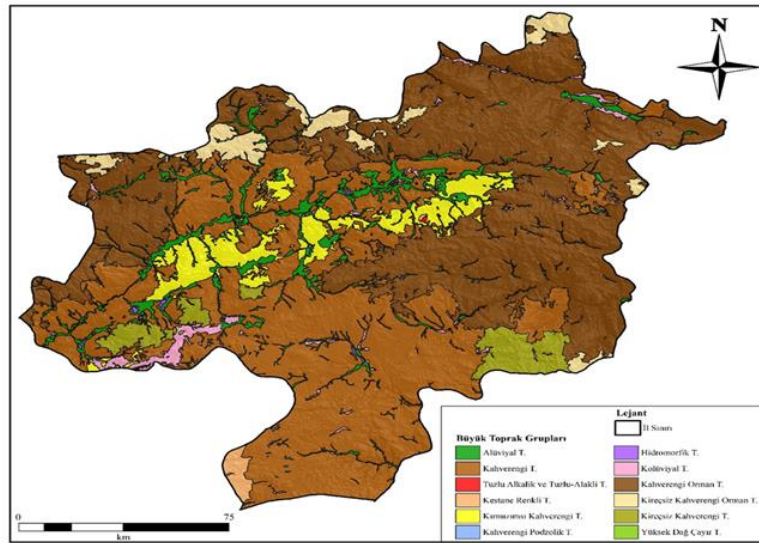 N
Lejant
İl Sınırı
Büyük Toprak Grupları
Alüviyal T.
Kahverengi T.
Tuzlu Alkalik ve Tuzlu-Alakli T.
Kestane Renkli T.
Kırmızımsı Kahverengi T.
Kahverengi Podzolik T.
Hidromorfik T.
Kolüviyal T.
Kahverengi Orman T.
Kireçsiz Kahverengi Orman T.
Kireçsiz Kahverengi T.
Yüksek Dağ Çayır T.
0 75
km